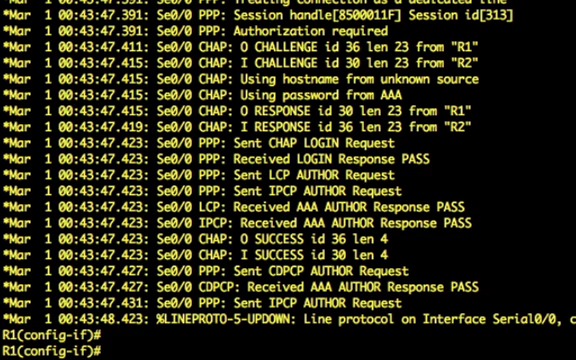 *Mar 1 00:43:47.391: Se0/0 PPP: Treating connection as a dedicated line
*Mar 1 00:43:47.391: Se0/0 PPP: Session handle[8500011F] Session id[313]
*Mar 1 00:43:47.391: Se0/0 PPP: Authorization required
*Mar 1 00:43:47.411: Se0/0 CHAP: O CHALLENGE id 36 len 23 from "R1"
*Mar 1 00:43:47.415: Se0/0 CHAP: I CHALLENGE id 30 len 23 from "R2"
*Mar 1 00:43:47.415: Se0/0 CHAP: Using hostname from unknown source
*Mar 1 00:43:47.415: Se0/0 CHAP: Using password from AAA
*Mar 1 00:43:47.415: Se0/0 CHAP: O RESPONSE id 30 len 23 from "R1"
*Mar 1 00:43:47.419: Se0/0 CHAP: I RESPONSE id 36 len 23 from "R2"
*Mar 1 00:43:47.423: Se0/0 PPP: Sent CHAP LOGIN Request
*Mar 1 00:43:47.423: Se0/0 PPP: Received LOGIN Response PASS
*Mar 1 00:43:47.423: Se0/0 PPP: Sent LCP AUTHOR Request
*Mar 1 00:43:47.423: Se0/0 PPP: Sent IPCP AUTHOR Request
*Mar 1 00:43:47.423: Se0/0 LCP: Received AAA AUTHOR Response PASS
*Mar 1 00:43:47.423: Se0/0 IPCP: Received AAA AUTHOR Response PASS
*Mar 1 00:43:47.423: Se0/0 CHAP: O SUCCESS id 36 len 4
*Mar 1 00:43:47.423: Se0/0 CHAP: I SUCCESS id 30 len 4
*Mar 1 00:43:47.427: Se0/0 PPP: Sent CDPCP AUTHOR Request
*Mar 1 00:43:47.427: Se0/0 CDPCP: Received AAA AUTHOR Response PASS
*Mar 1 00:43:47.431: Se0/0 PPP: Sent IPCP AUTHOR Request
*Mar 1 00:43:48.423: %LINEPROTO-5-UPDOWN: Line protocol on Interface Serial0/0, c
R1(config-if)#
R1(config-if)#